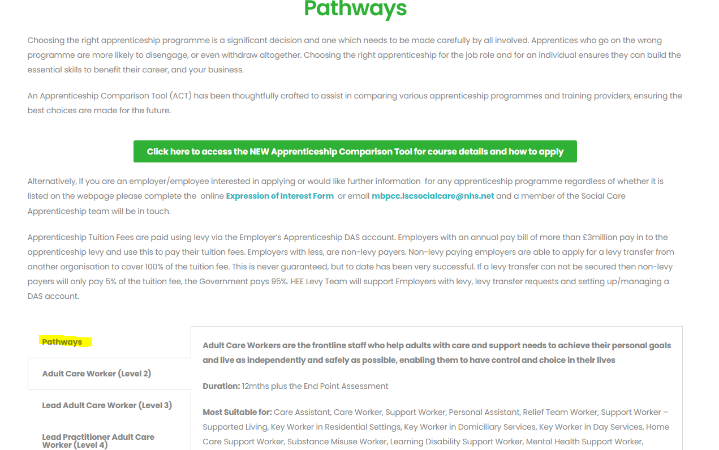 Pathways
Choosing the right apprenticeship programme is a significant decision and one which needs to be made carefully by all involved. Apprentices who go on the wrong
programme are more likely to disengage, or even withdraw altogether. Choosing the right apprenticeship for the job role and for an individual ensures they can build the
essential skills to benefit their career, and your business.
An Apprenticeship Comparison Tool (ACT) has been thoughtfully crafted to assist in comparing various apprenticeship programmes and training providers, ensuring the
best choices are made for the future.
Click here to access the NEW Apprenticeship Comparison Tool for course details and how to apply
Alternatively, If you are an employer/employee interested in applying or would like further information for any apprenticeship programme regardless of whether it is
listed on the webpage please complete the online Expression of Interest Form or email mbpcc.lscsocialcare@nhs.net and a member of the Social Care
Apprenticeship team will be in touch.
Apprenticeship Tuition Fees are paid using levy via the Employer's Apprenticeship DAS account. Employers with an annual pay bill of more than £3million pay in to the
apprenticeship levy and use this to pay their tuition fees. Employers with less, are non-levy payers. Non-levy paying employers are able to apply for a levy transfer from
another organisation to cover 100% of the tuition fee. This is never guaranteed, but to date has been very successful. If a levy transfer can not be secured then non-levy
payers will only pay 5% of the tuition fee, the Government pays 95%. HEE Levy Team will support Employers with levy, levy transfer requests and setting up/managing a
DAS account.
Pathways
Adult Care Worker (Level 2)
Lead Adult Care Worker (Level 3)
Lead Practitioner Adult Care
Worker (Level 4)
Adult Care Workers are the frontline staff who help adults with care and support needs to achieve their personal goals
and live as independently and safely as possible, enabling them to have control and choice in their lives
Duration: 12mths plus the End Point Assessment
Most Suitable for: Care Assistant, Care Worker, Support Worker, Personal Assistant, Relief Team Worker, Support Worker –
Supported Living, Key Worker in Residential Settings, Key Worker in Domiciliary Services, Key Worker in Day Services, Home
Care Support Worker, Substance Misuse Worker, Learning Disability Support Worker, Mental Health Support Worker,